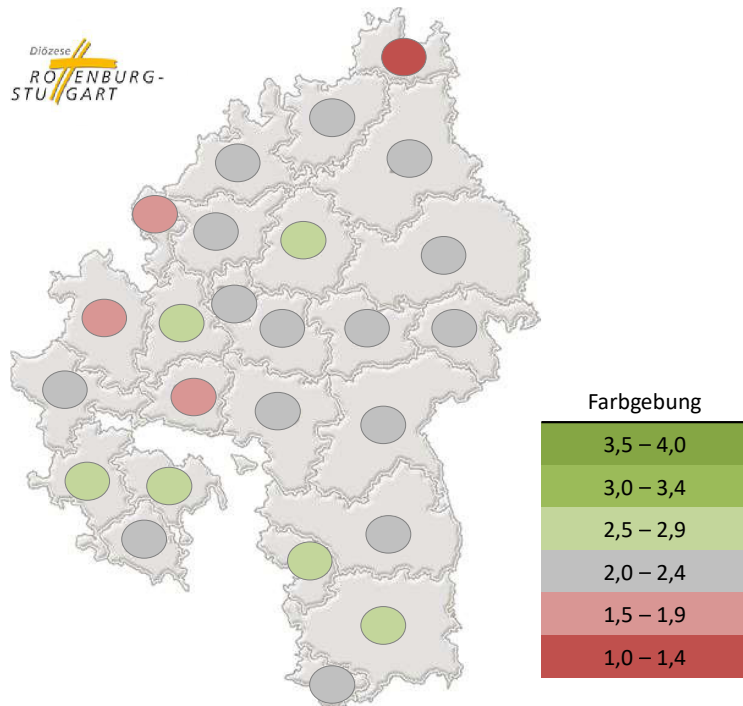 Diözese
ROTTENBURG-
STUTTGART
Farbgebung
3,5 – 4,0
3,0 – 3,4
2,5 – 2,9
2,0 – 2,4
1,5 – 1,9
1,0 – 1,4